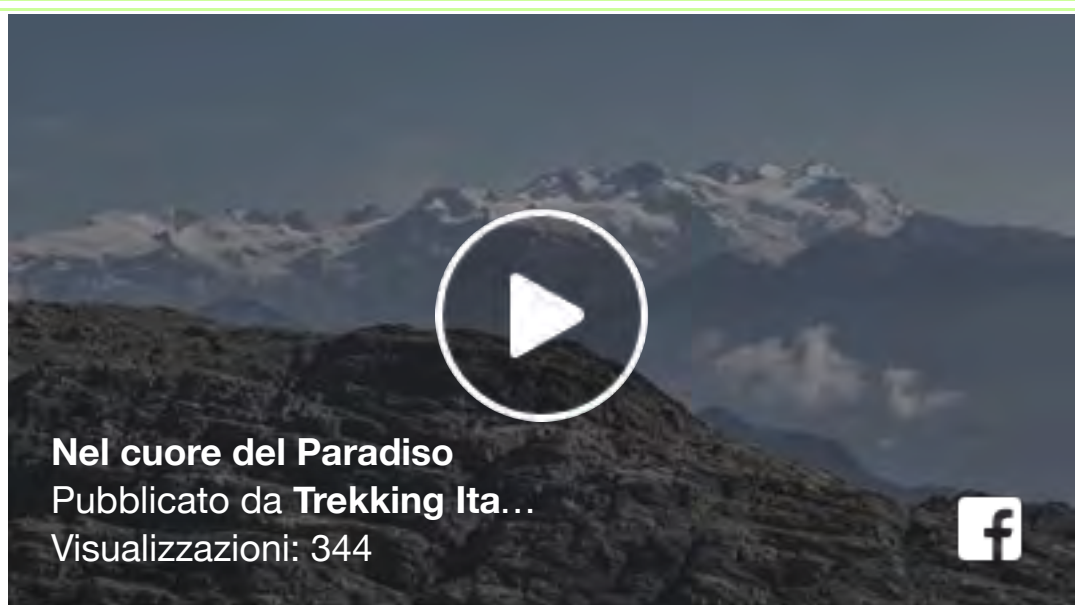 Nel cuore del Paradiso
Pubblicato da Trekking Ita…
Visualizzazioni: 344